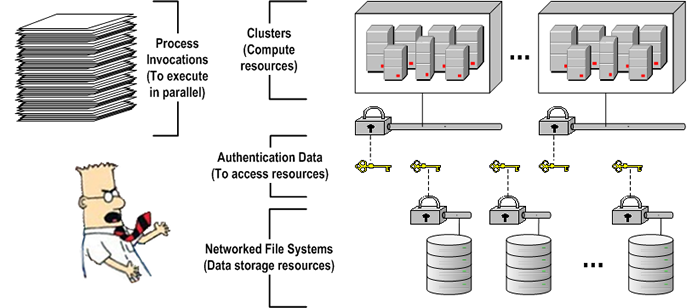 Process
Invocations
(To execute
in parallel)
Clusters
(Compute
resources)
...
Authentication Data
(To access resources)
Networked File Systems
(Data storage resources)
...